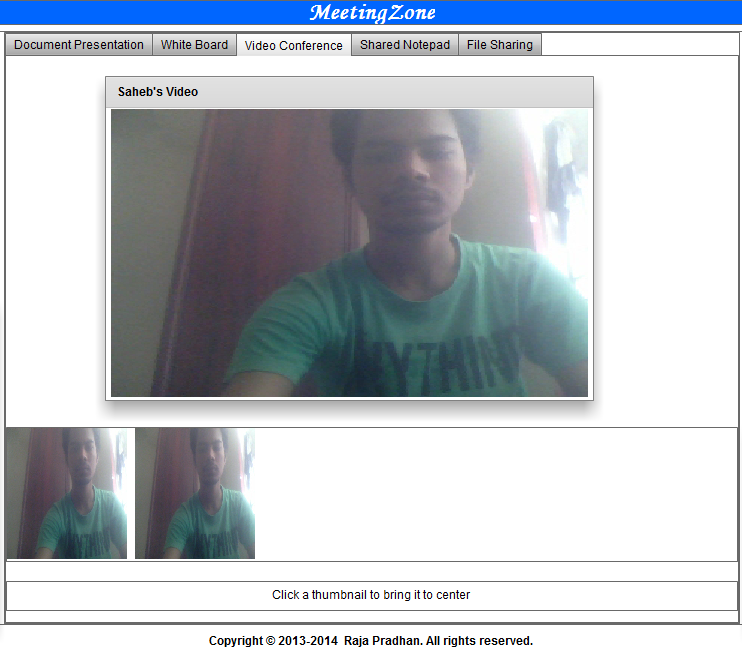 MeetingZone
Document Presentation White Board Video Conference Shared Notepad File Sharing
Saheb's Video
Click a thumbnail to bring it to center
Copyright © 2013-2014 Raja Pradhan. All rights reserved.